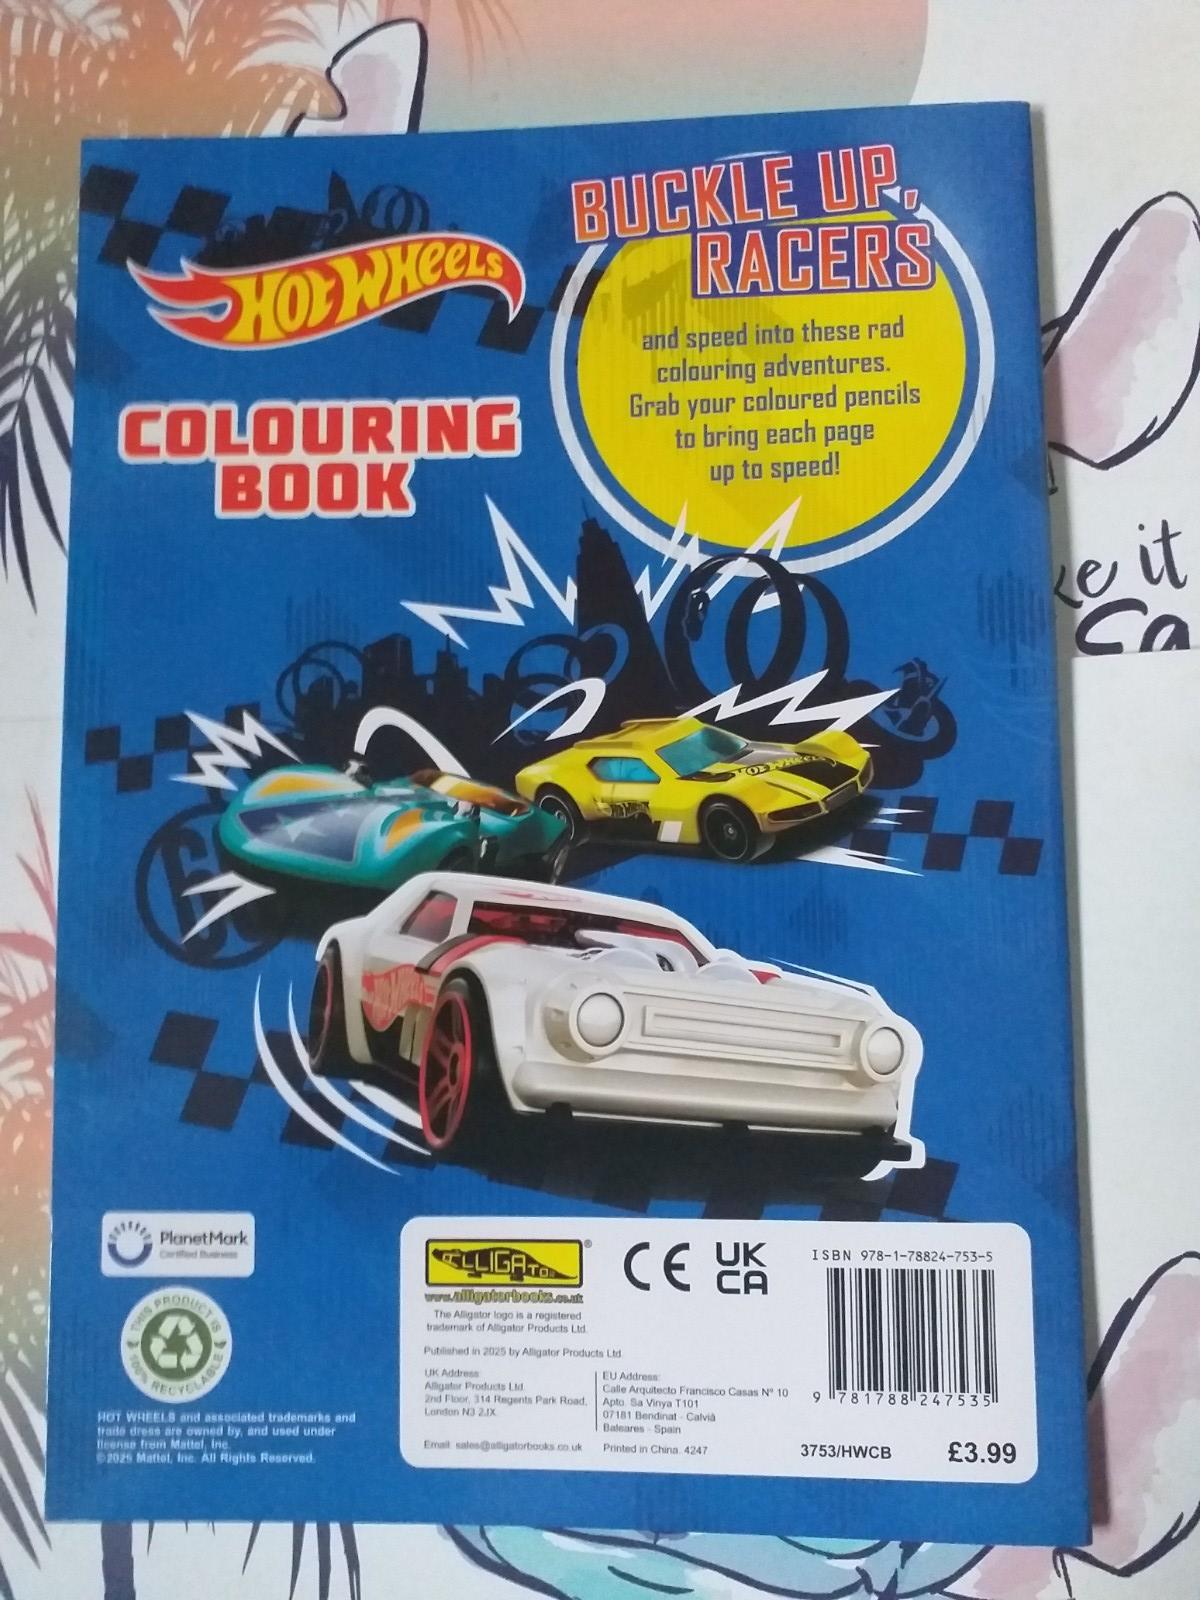 HOT WHEELS
COLOURING
BOOK
BUCKLE UP,
RACERS
and speed into these rad
colouring adventures.
Grab your coloured pencils
to bring each page
up to speed!
HOT WHEELS
HOT WHEELS
HOT WHEELS
PlanetMark
Certified Business
THIS PRODUCT IS
100% RECYCLABLE
HOT WHEELS and associated trademarks and
trade dress are owned by, and used under
license from Mattel, Inc.
©2025 Mattel, Inc. All Rights Reserved.
ALLIGATOR®
www.alligatorbooks.co.uk
The Alligator logo is a registered
trademark of Alligator Products Ltd.
Published in 2025 by Alligator Products Ltd.
UK Address:
Alligator Products Ltd.
2nd Floor, 314 Regents Park Road,
London N3 2JX.
Email: sales@alligatorbooks.co.uk
EU Address:
Calle Arquitecto Francisco Casas Nº 10
Apto. Sa Vinya T101
07181 Bendinat - Calvià
Baleares - Spain
Printed in China. 4247
CE
UK
CA
ISBN 978-1-78824-753-5
9 781788 247535
3753/HWCB
£3.99
it